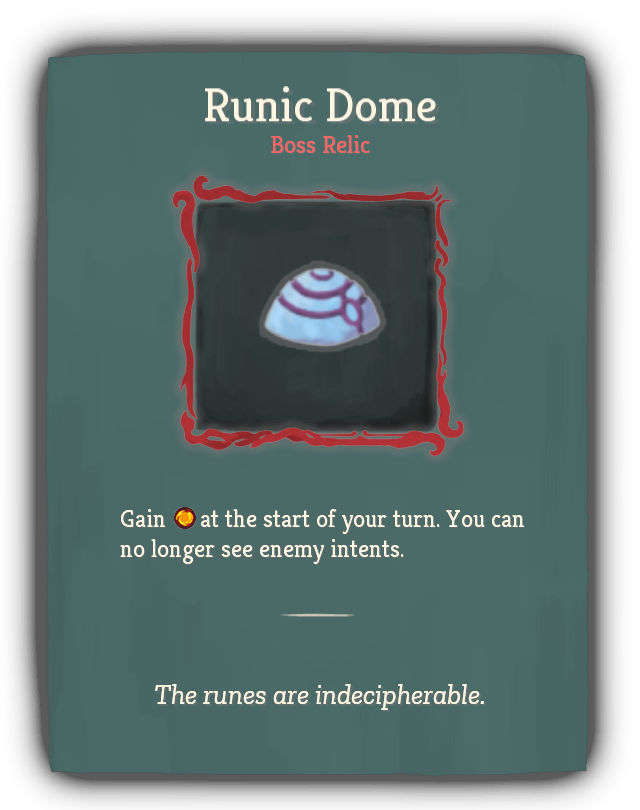 Runic Dome
Boss Relic
Gain at the start of your turn. You can
no longer see enemy intents.
The runes are indecipherable.